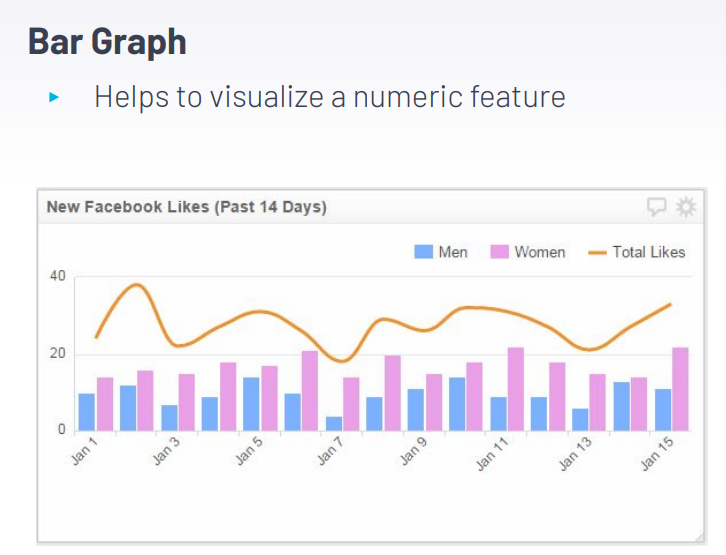 Bar Graph
Helps to visualize a numeric feature
New Facebook Likes (Past 14 Days)
Men Women Total Likes
40
20
0
Jan 1 Jan 3 Jan 5 Jan 7 Jan 9 Jan 11 Jan 13 Jan 15